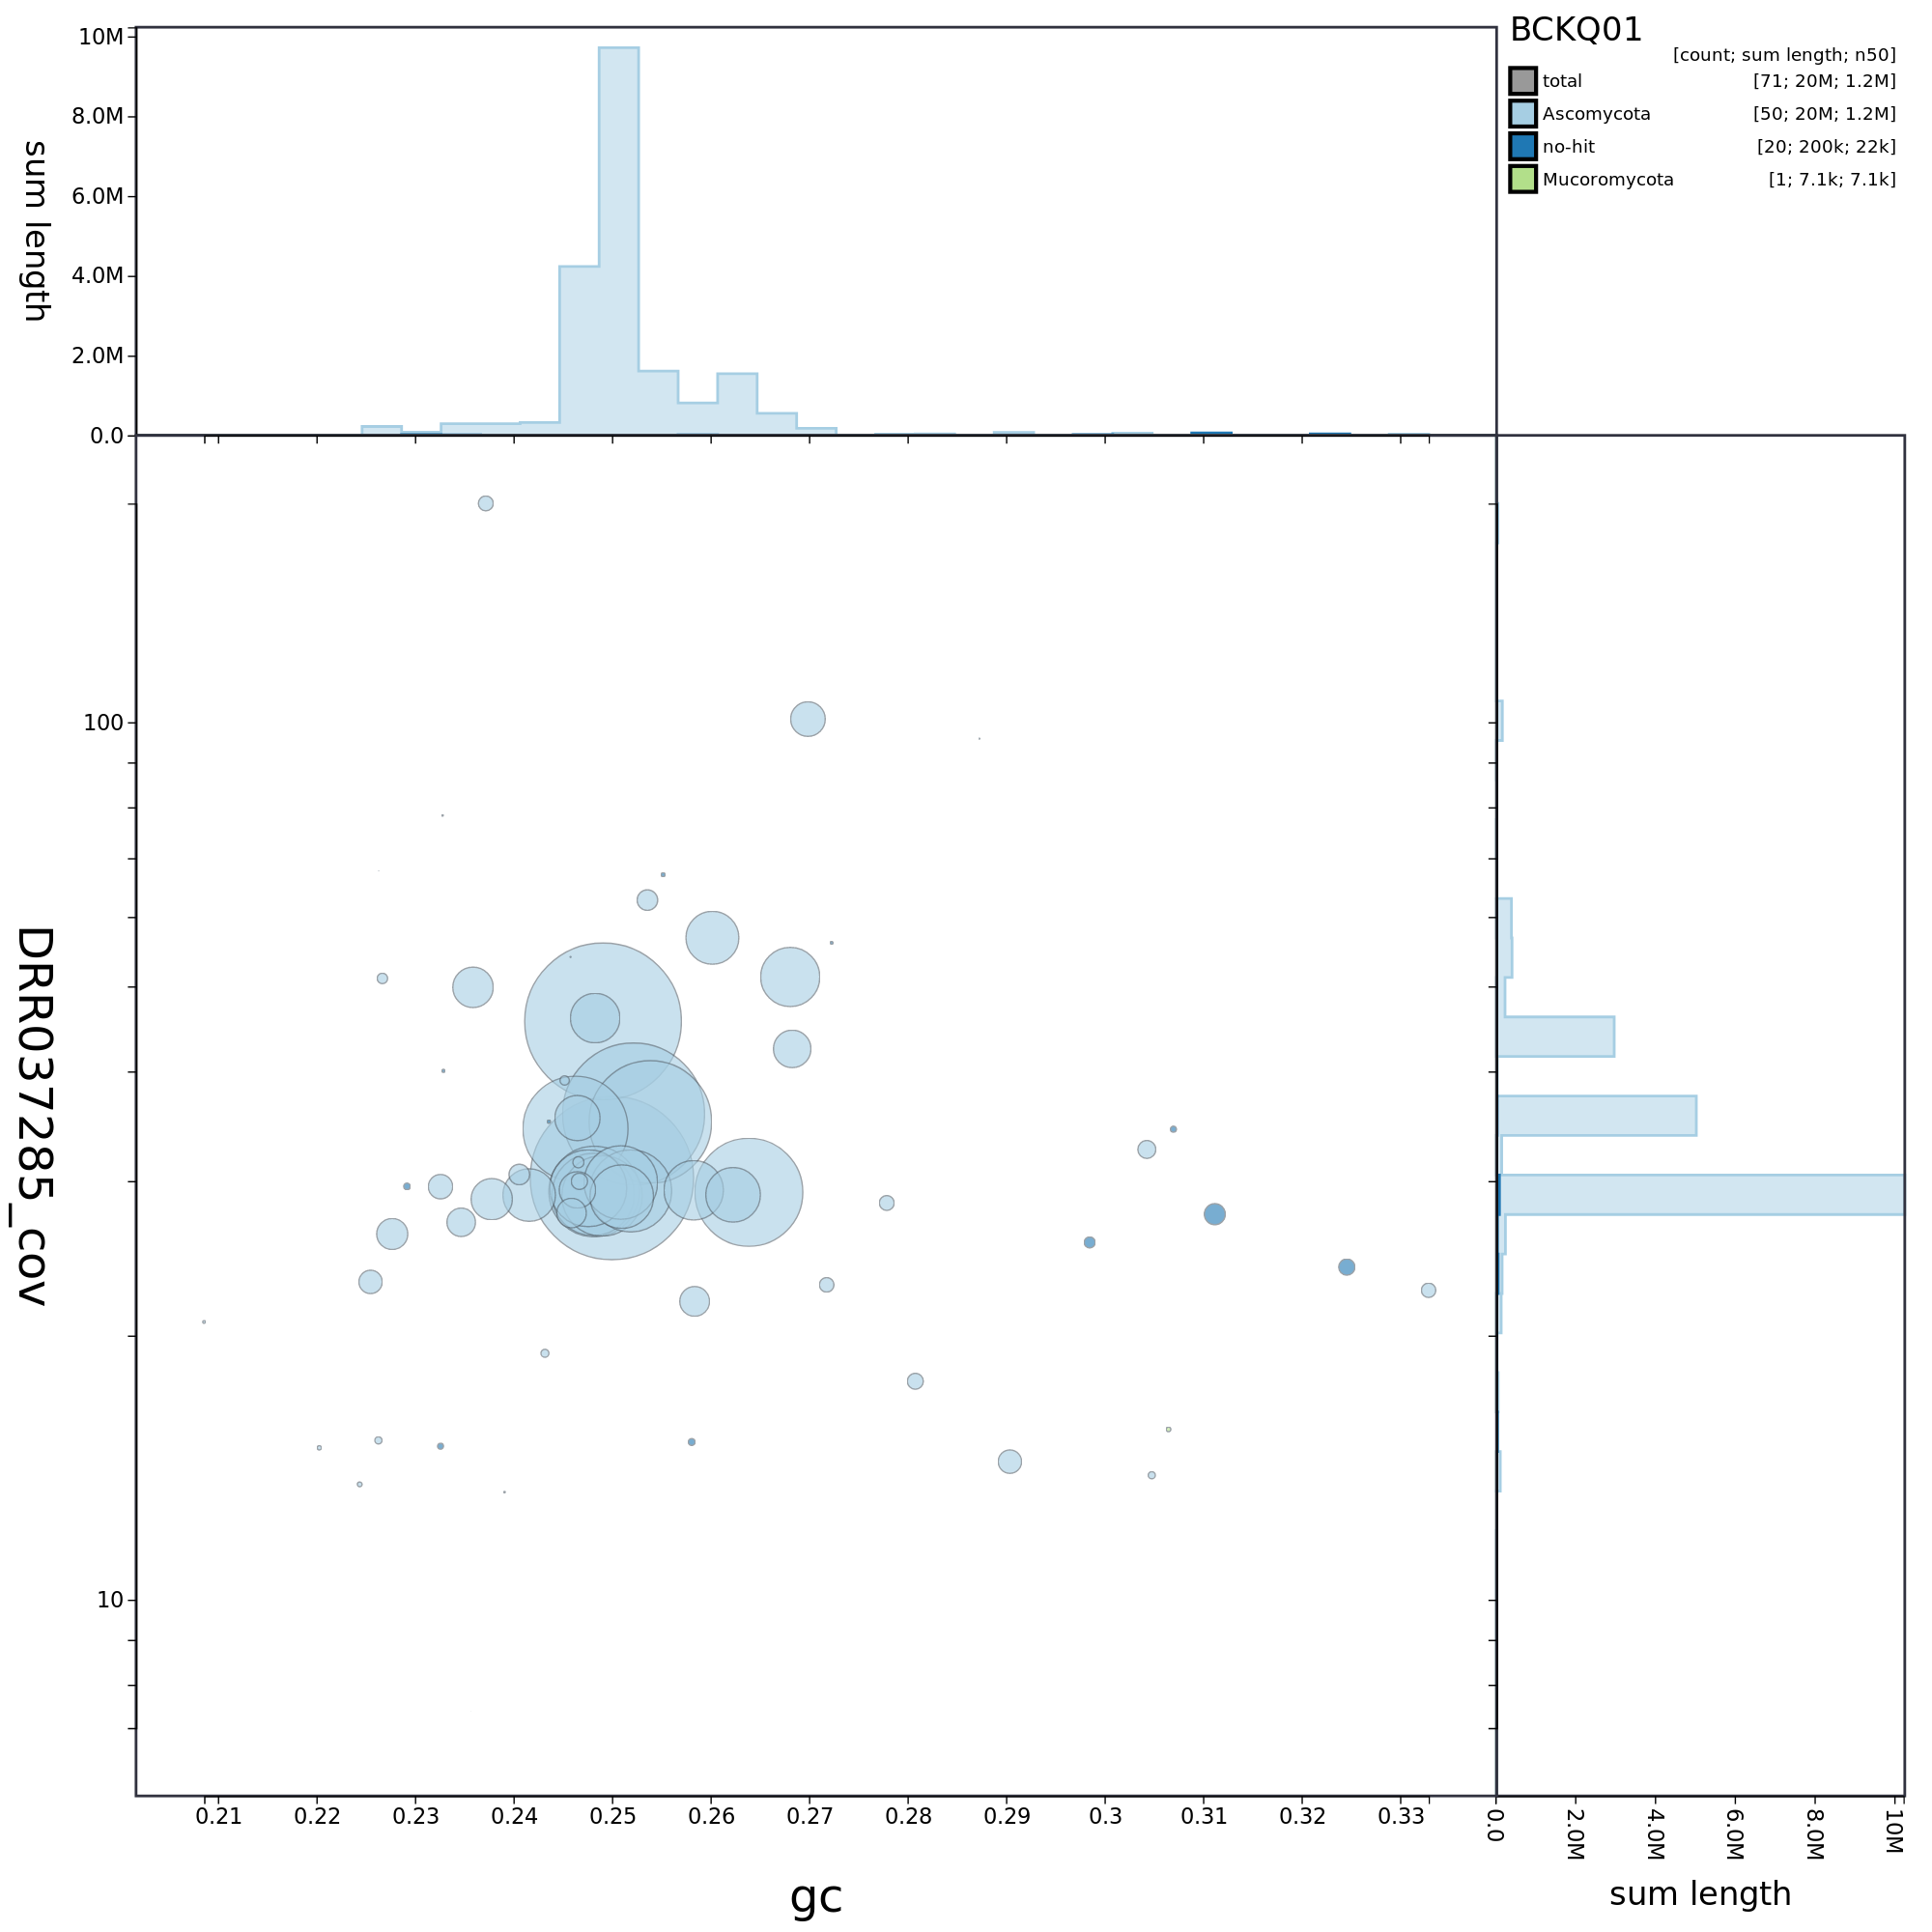 BCKQ01
[count; sum length; n50]
total [71; 20M; 1.2M]
Ascomycota [50; 20M; 1.2M]
no-hit [20; 200k; 22k]
Mucoromycota [1; 7.1k; 7.1k]
sum length
10M
8.0M
6.0M
4.0M
2.0M
0.0
DRR037285_cov
100
10
0.21 0.22 0.23 0.24 0.25 0.26 0.27 0.28 0.29 0.3 0.31 0.32 0.33
gc
0.0 2.0M 4.0M 6.0M 8.0M 10M
sum length